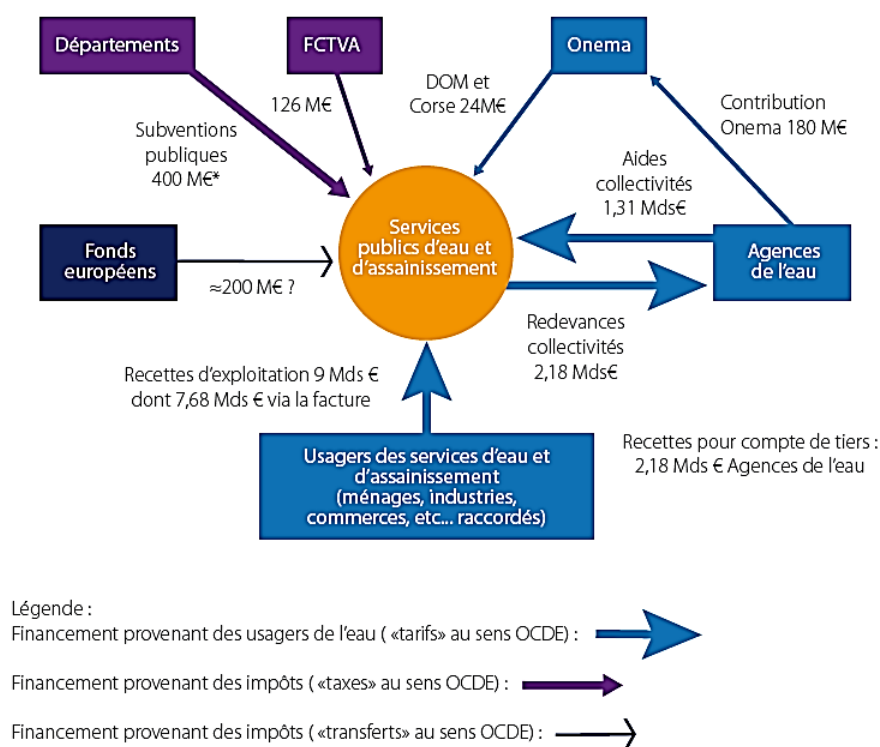 Départements
FCTVA
Onema
126 M€
DOM et
Corse 24M€
Contribution
Onema 180 M€
Subventions
publiques
400 M€*
Aides
collectivités
1,31 Mds€
Services
publics d'eau et
d'assainissement
Fonds
européens
Agences
de l'eau
≈200 M€ ?
Redevances
collectivités
2,18 Mds€
Recettes d'exploitation 9 Mds €
dont 7,68 Mds € via la facture
Usagers des services d'eau et
d'assainissement
(ménages, industries,
commerces, etc... raccordés)
Recettes pour compte de tiers :
2,18 Mds € Agences de l'eau
Légende :
Financement provenant des usagers de l'eau ( «tarifs» au sens OCDE) :
Financement provenant des impôts ( «taxes» au sens OCDE) :
Financement provenant des impôts ( «transferts» au sens OCDE) :